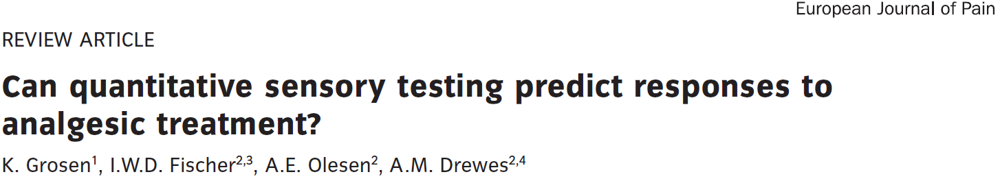 European Journal of Pain
REVIEW ARTICLE
Can quantitative sensory testing predict responses to
analgesic treatment?
K. Grosen1, I.W.D. Fischer2,3, A.E. Olesen2, A.M. Drewes2,4